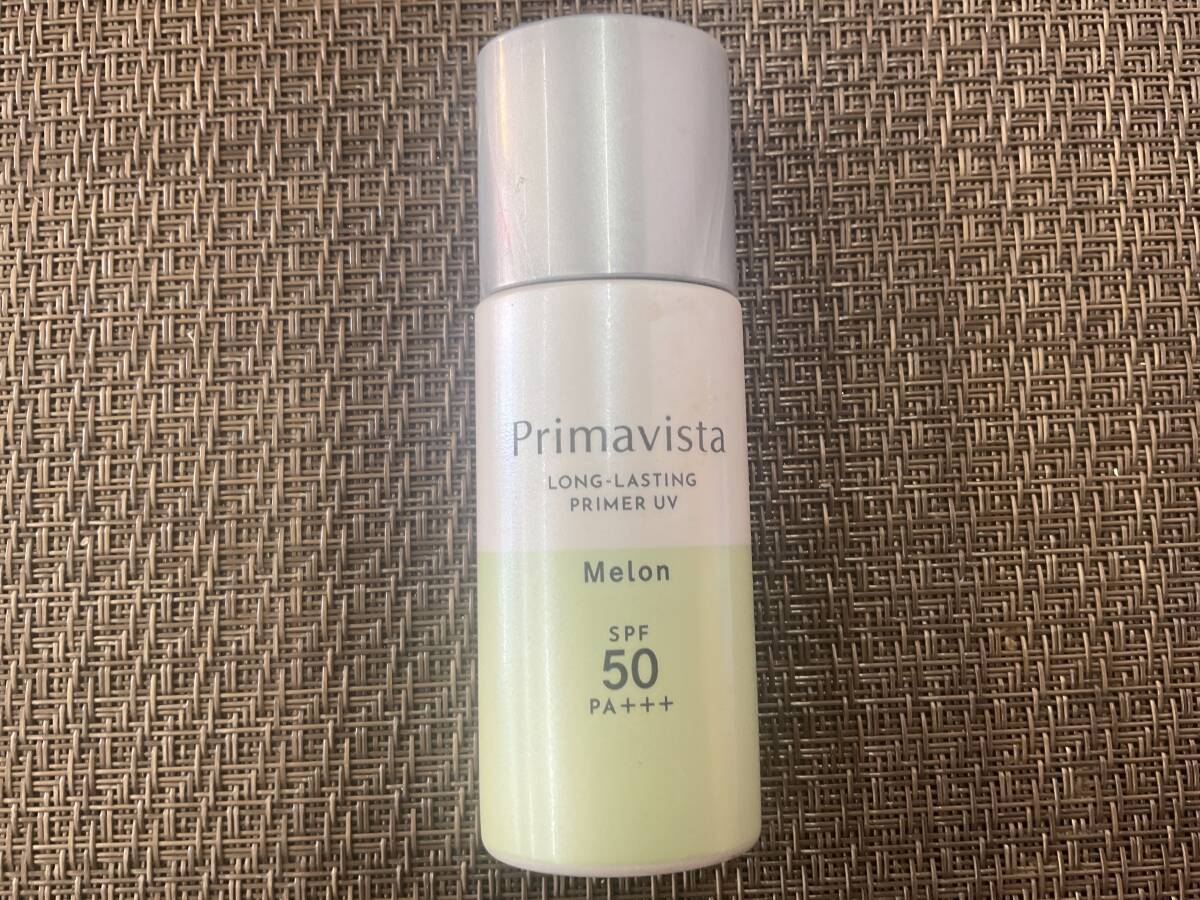 Primavista
LONG-LASTING
PRIMER UV
Melon
SPF
50
PA+++